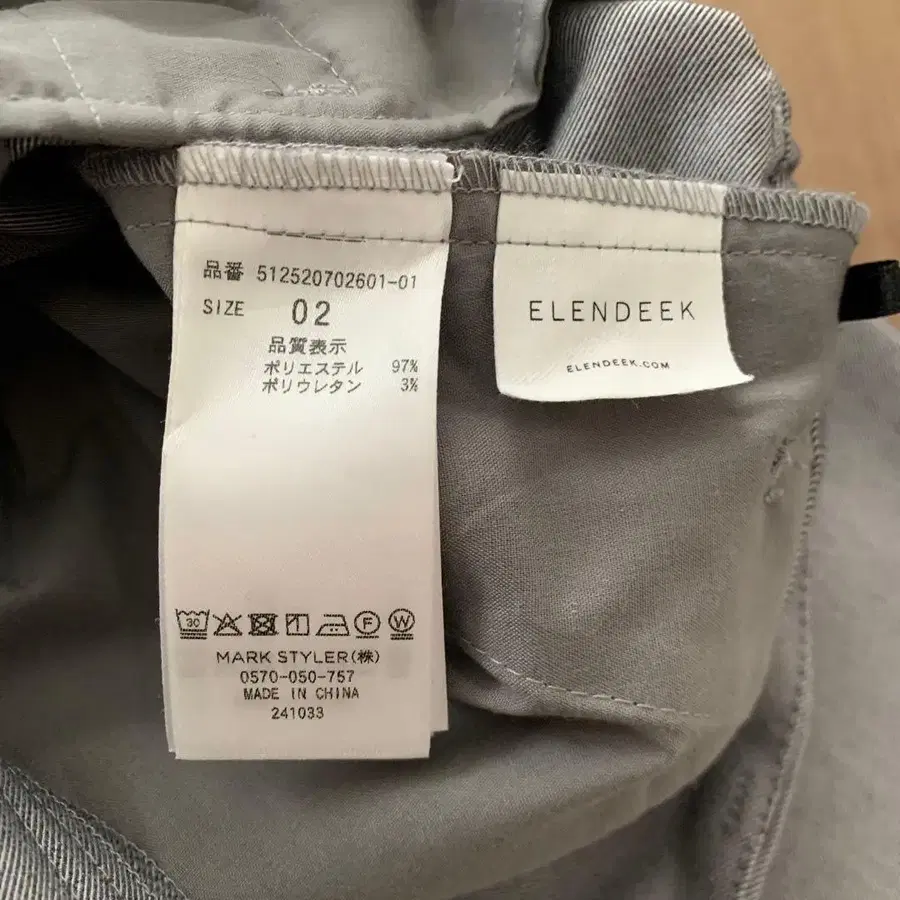 品番 512520702601-01
SIZE 02
品質表示
ポリエステル 97%
ポリウレタン 3%
30 F W
MARK STYLER(株)
0570-050-757
MADE IN CHINA
241033
ELENDEEK
ELENDEEK.COM